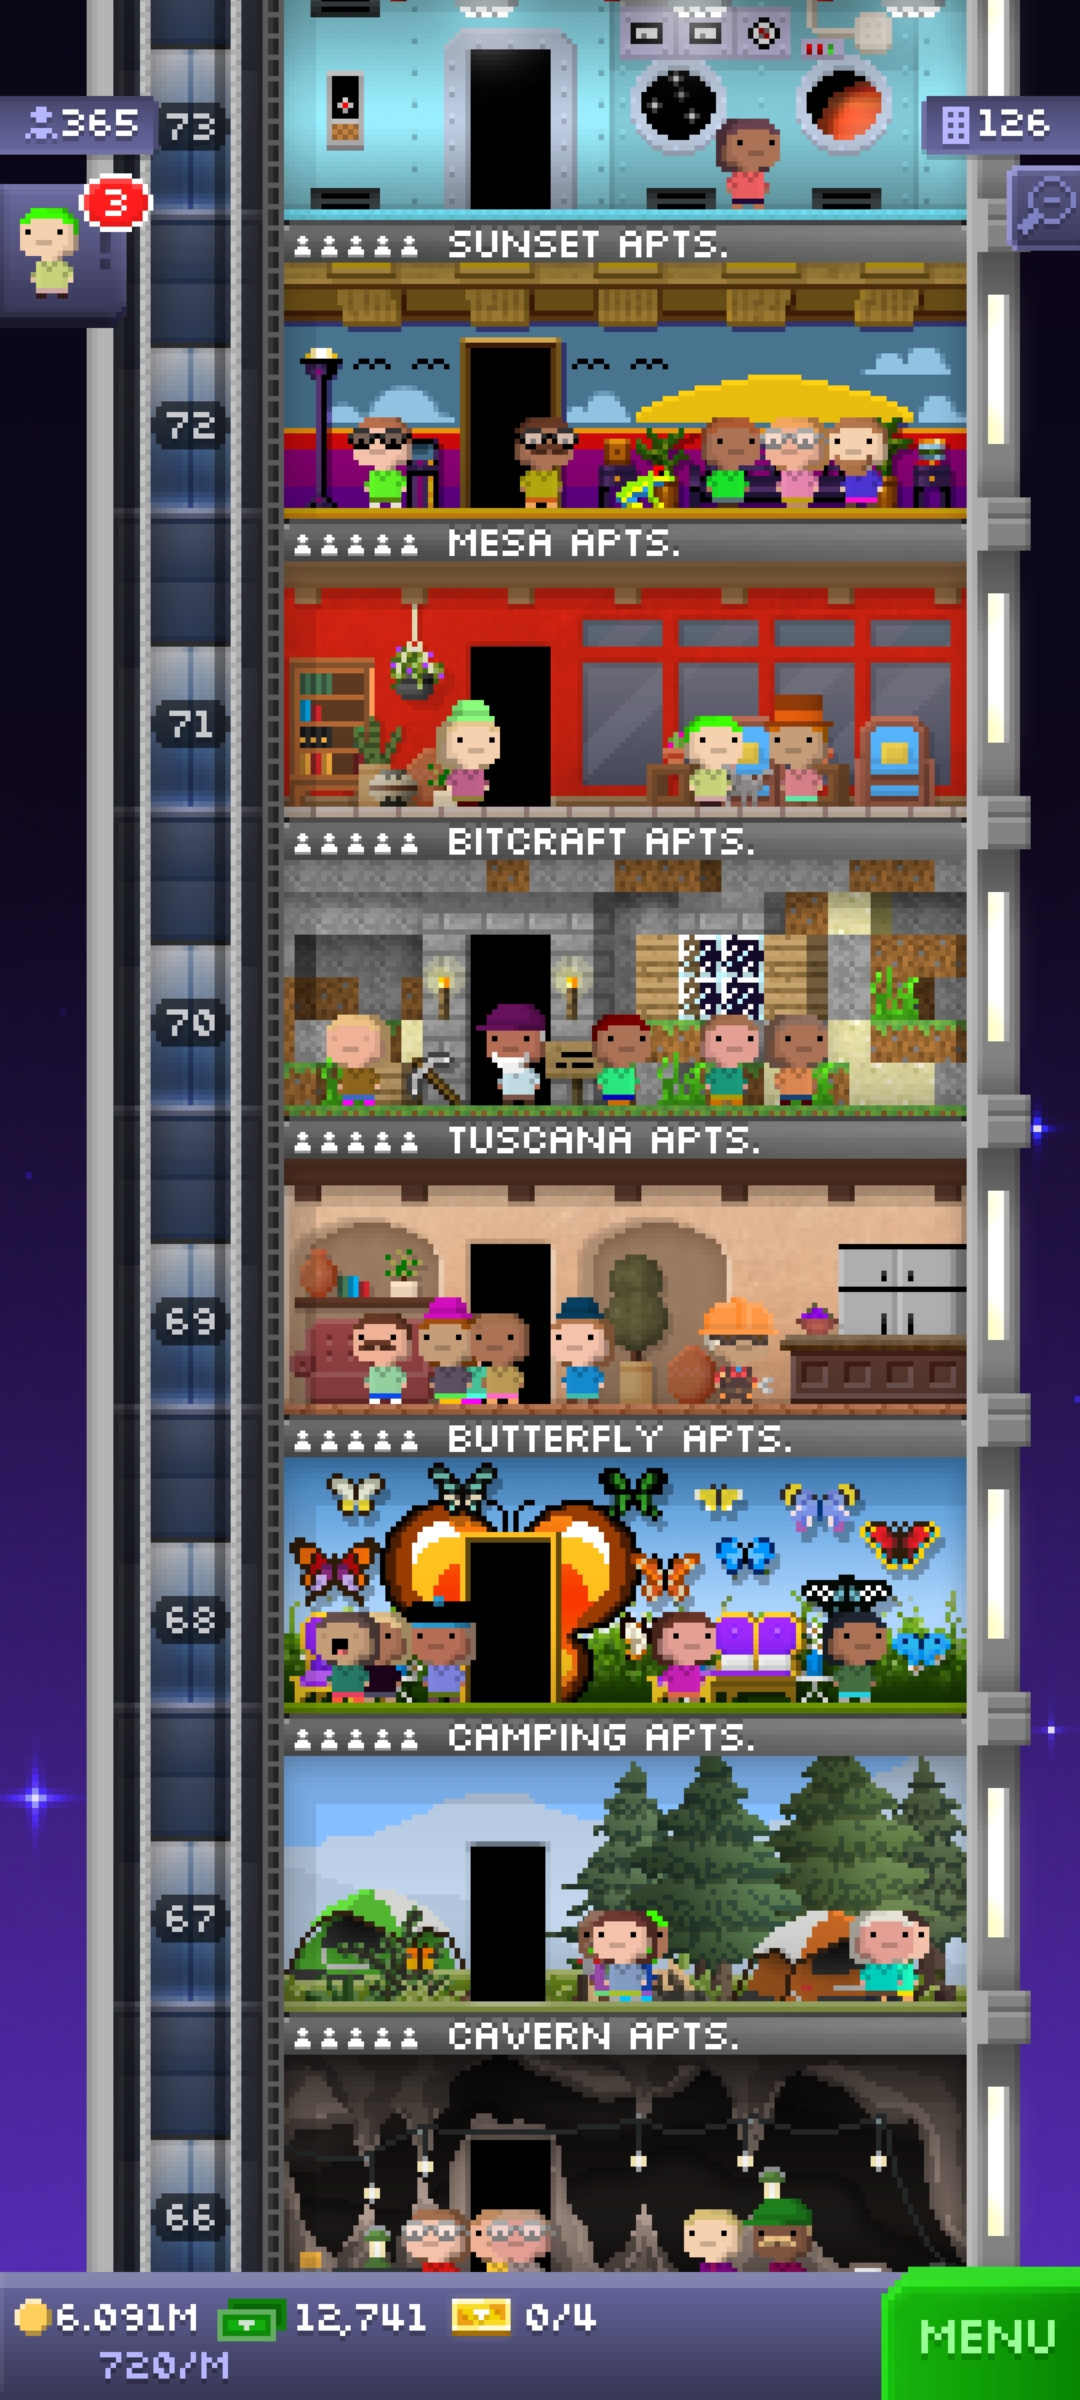 73
365
126
3
SUNSET APTS.
72
MESA APTS.
71
BITCRAFT APTS.
70
TUSCANA APTS.
69
BUTTERFLY APTS.
68
CAMPING APTS.
67
CAVERN APTS.
66
6.091M 12,741 0/4
720/M
MENU